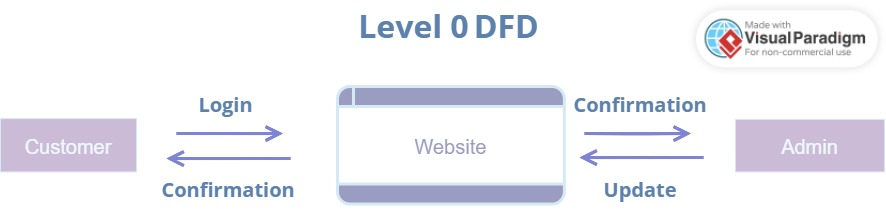 Level 0 DFD
Made with
Visual Paradigm
For non-commercial use
Login
Confirmation
Customer
Website
Admin
Confirmation
Update